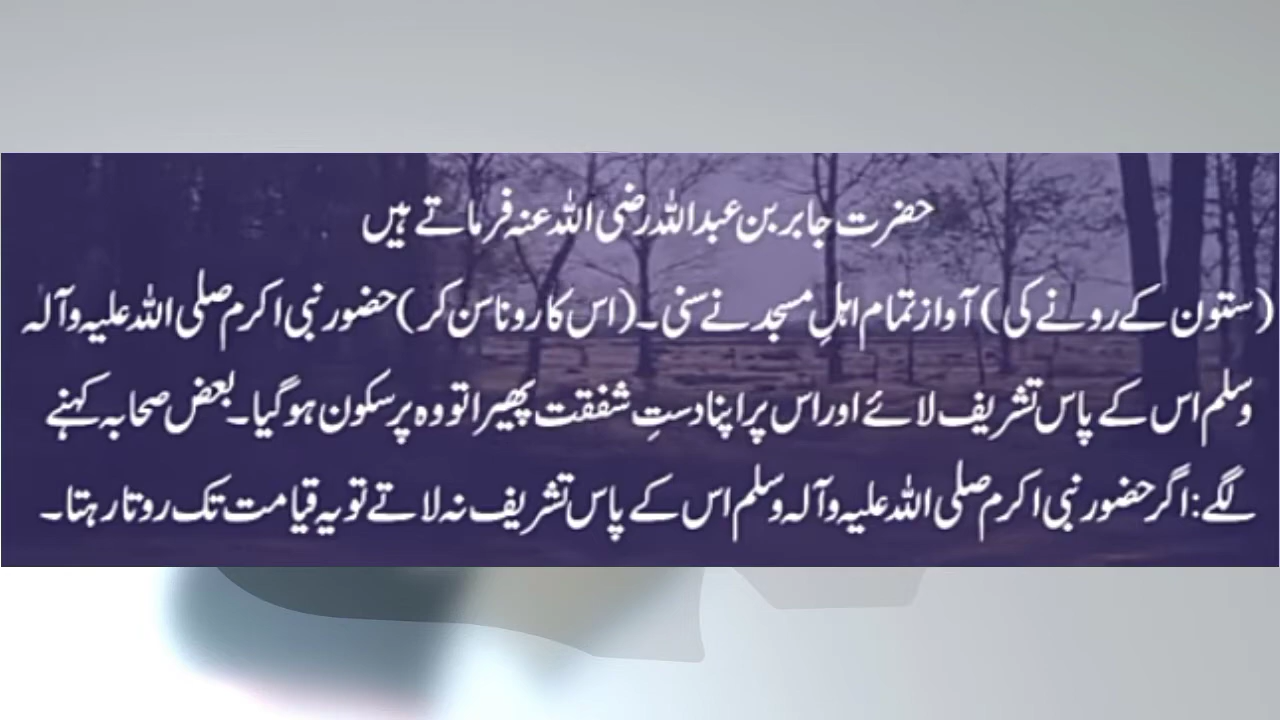 حضرت جابر بن عبداللہ رضی اللہ عنہ فرماتے ہیں
(ستون کے رونے کی) آواز تمام اہلِ مسجد نے سنی۔ (اس کا رونا سن کر) حضور نبی اکرم صلی اللہ علیہ وآلہ
وسلم اس کے پاس تشریف لائے اور اس پر اپنا دستِ شفقت پھیرا تو وہ پر سکون ہوگیا۔ بعض صحابہ کہنے
لگے: اگر حضور نبی اکرم صلی اللہ علیہ وآلہ وسلم اس کے پاس تشریف نہ لاتے تو یہ قیامت تک روتا رہتا۔